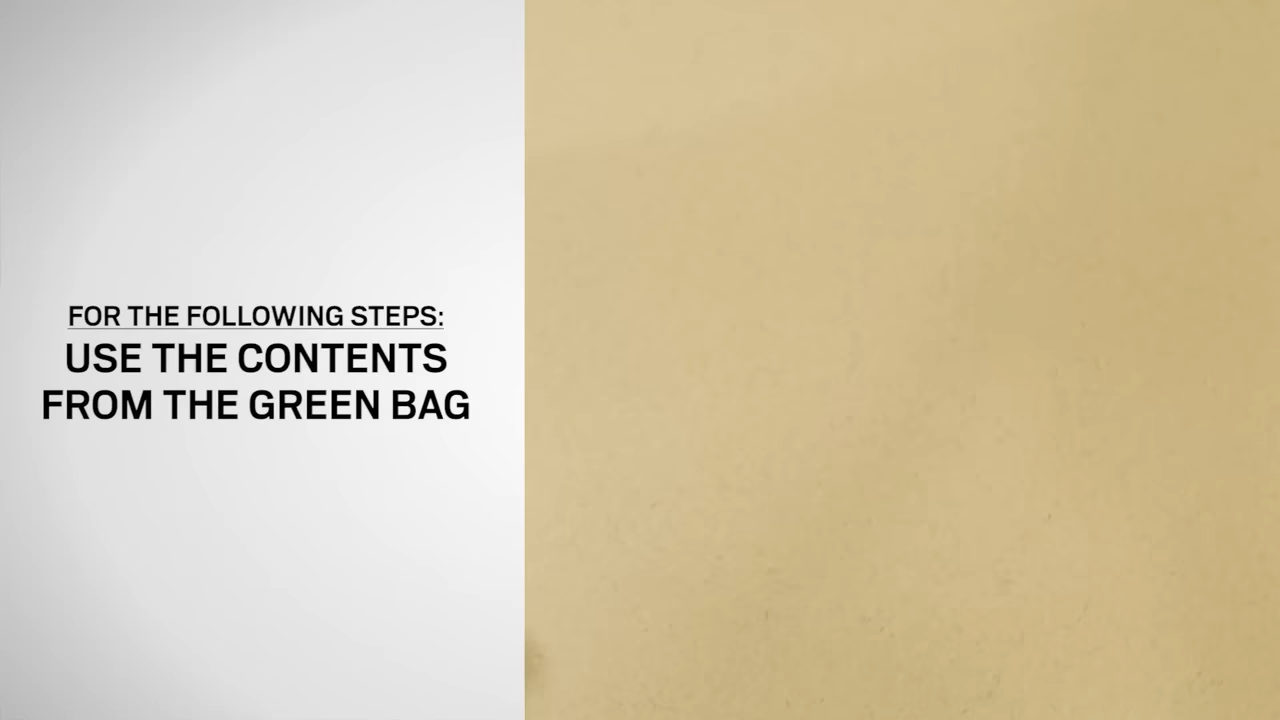 FOR THE FOLLOWING STEPS:
USE THE CONTENTS
FROM THE GREEN BAG